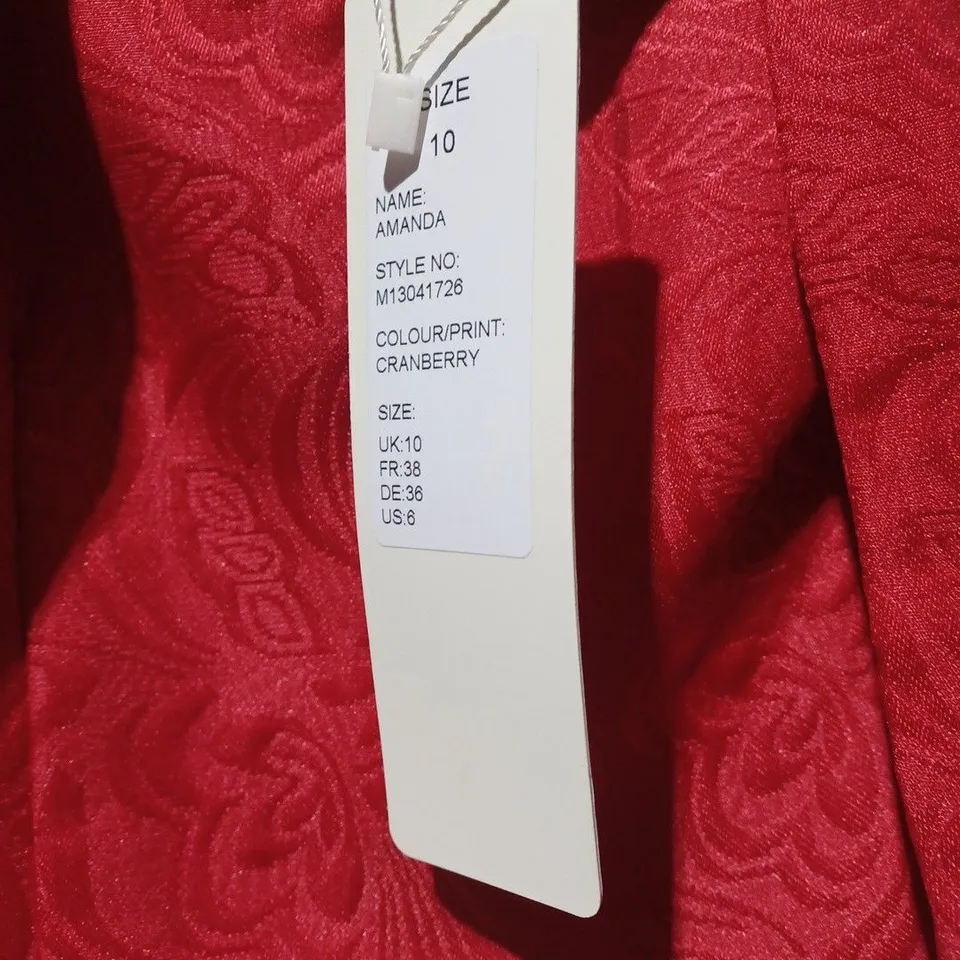 SIZE
10
NAME:
AMANDA
STYLE NO:
M13041726
COLOUR/PRINT:
CRANBERRY
SIZE:
UK:10
FR:38
DE:36
US:6